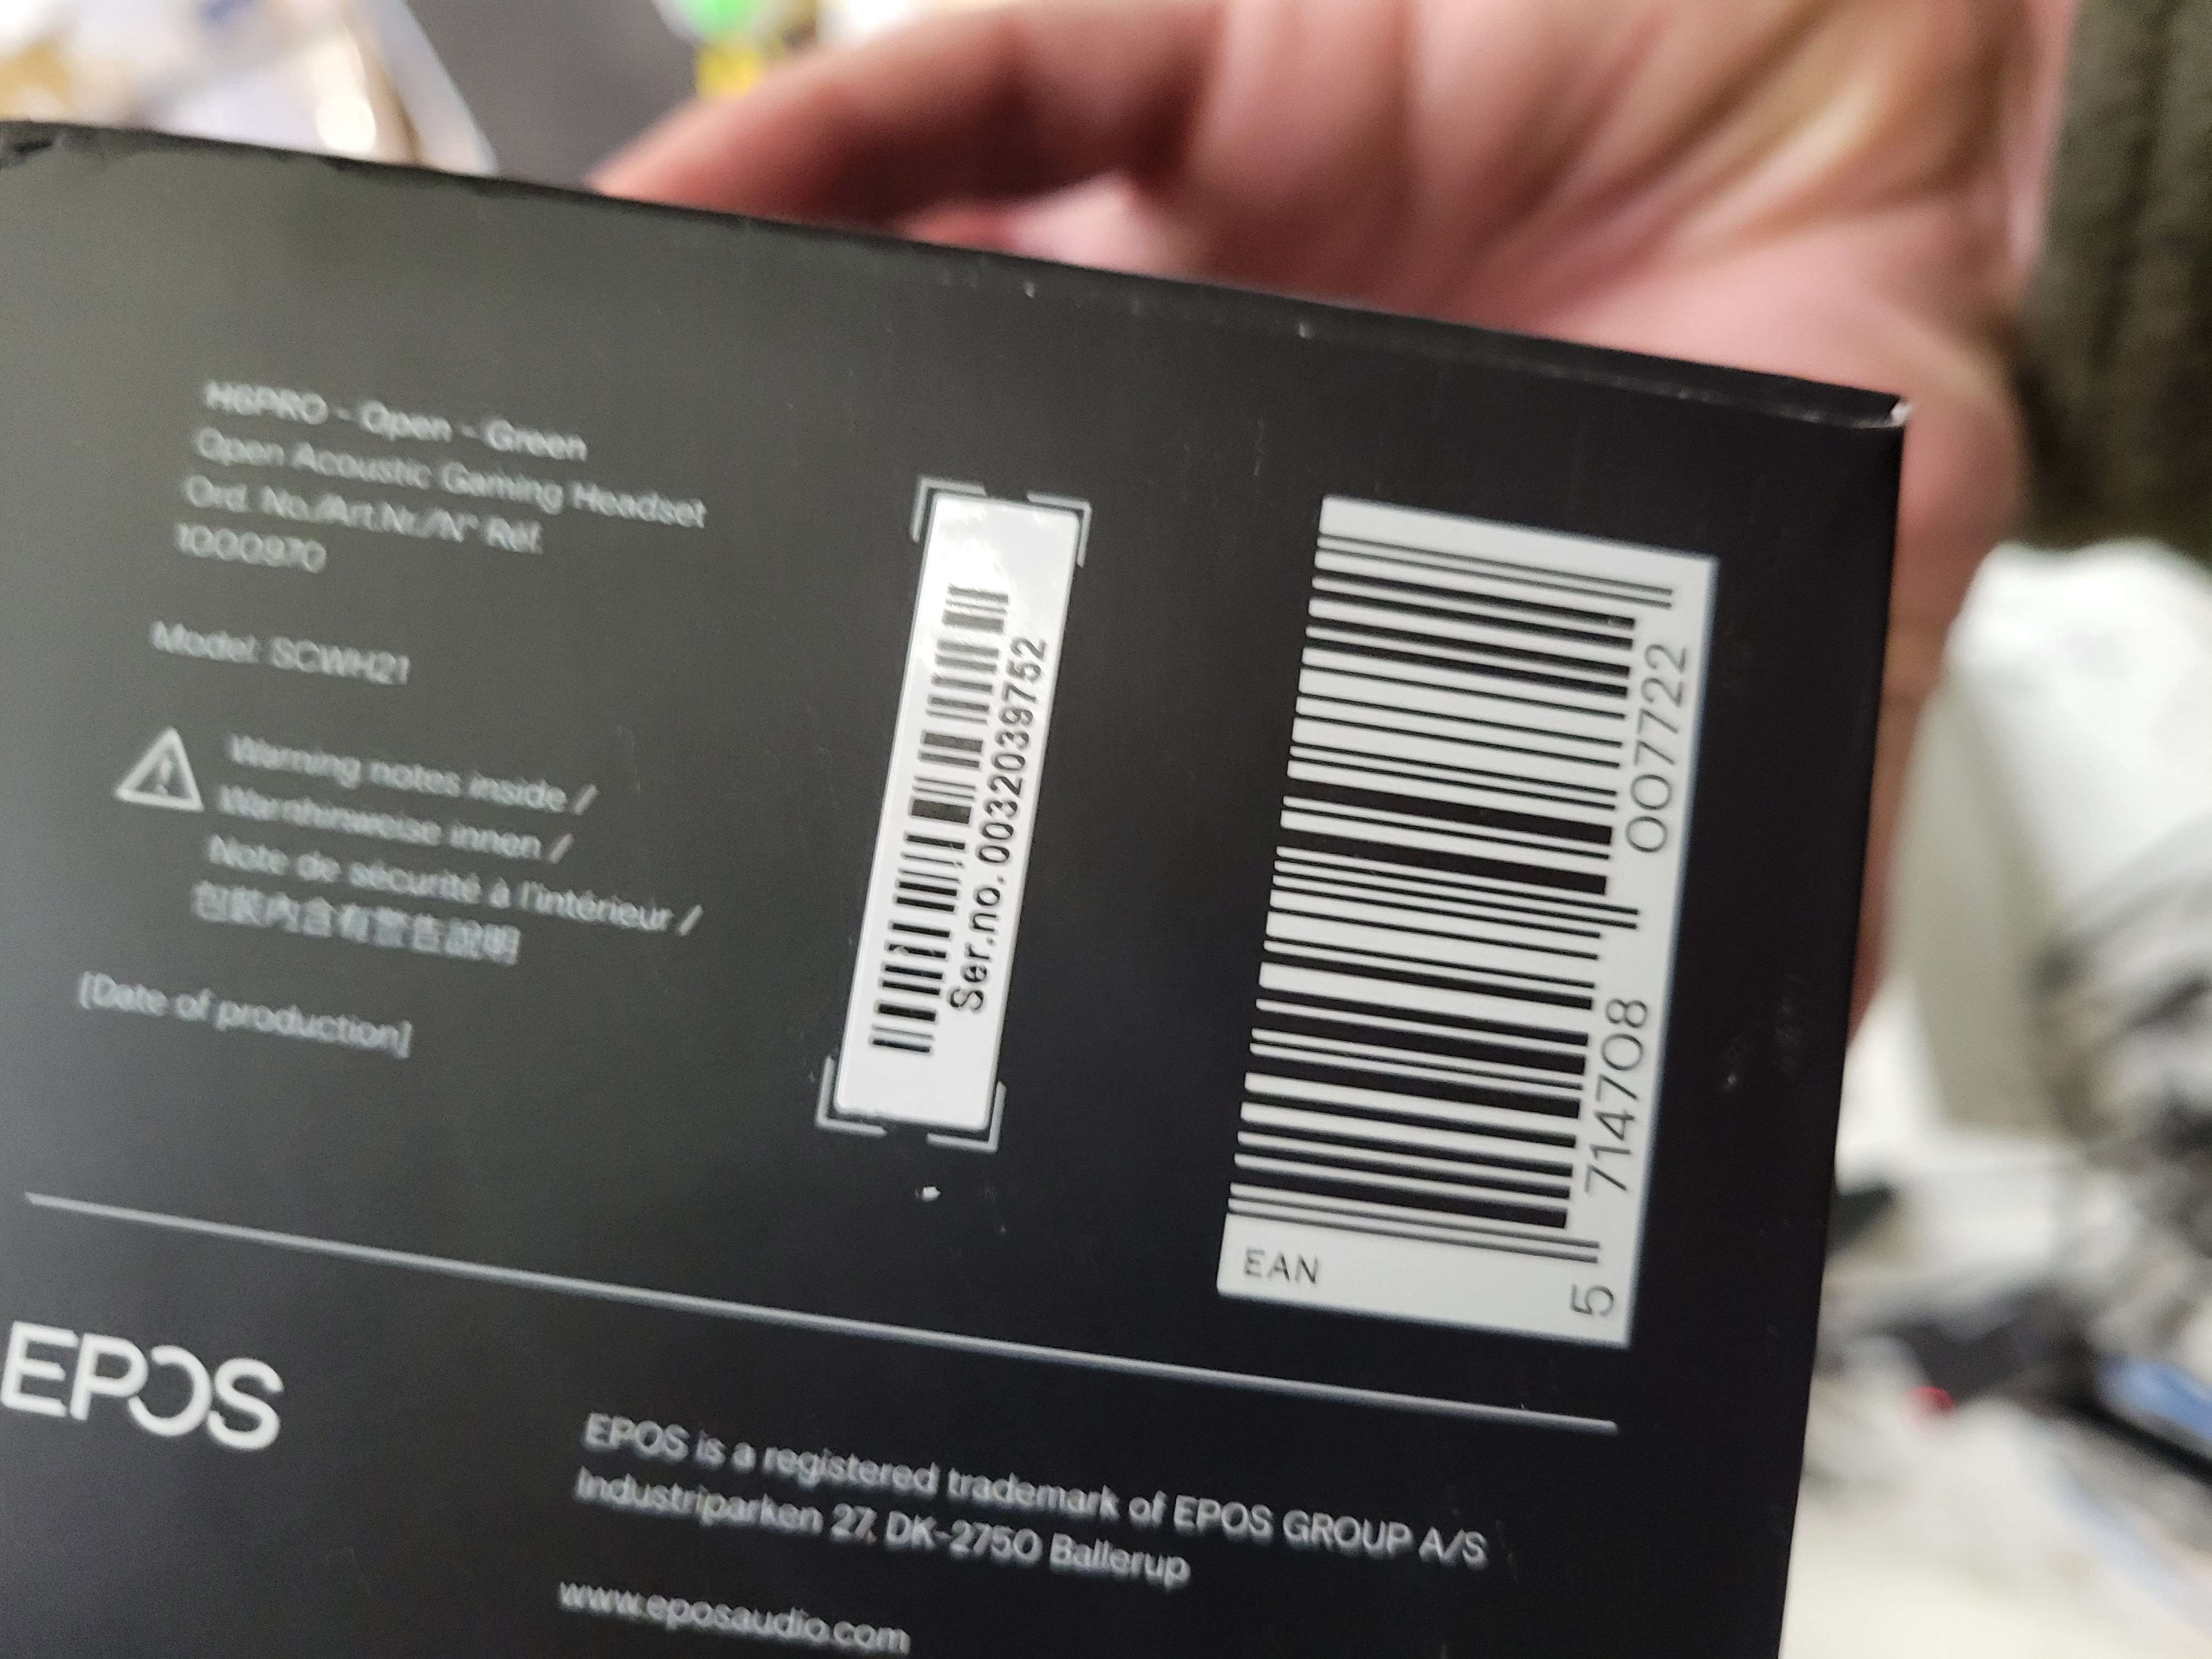 H6PRO - Open - Green
Open Acoustic Gaming Headset
Ord. No./Art.Nr./N° Réf.
1000970
Model: SCWH21
Warning notes inside /
Warnhinweise innen /
Note de sécurité à l'intérieur /
包裝內含有警告說明
[Date of production]
Ser.no. 0032039752
EAN
5 714708 007722
EPOS
EPOS is a registered trademark of EPOS GROUP A/S
Industriparken 27, DK-2750 Ballerup
www.eposaudio.com